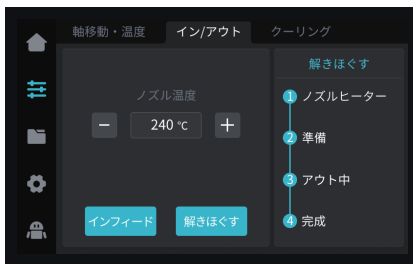 軸移動・温度 イン/アウト クーリング
ノズル温度
− 240 ℃ +
インフィード 解きほぐす
解きほぐす
1 ノズルヒーター
2 準備
3 アウト中
4 完成